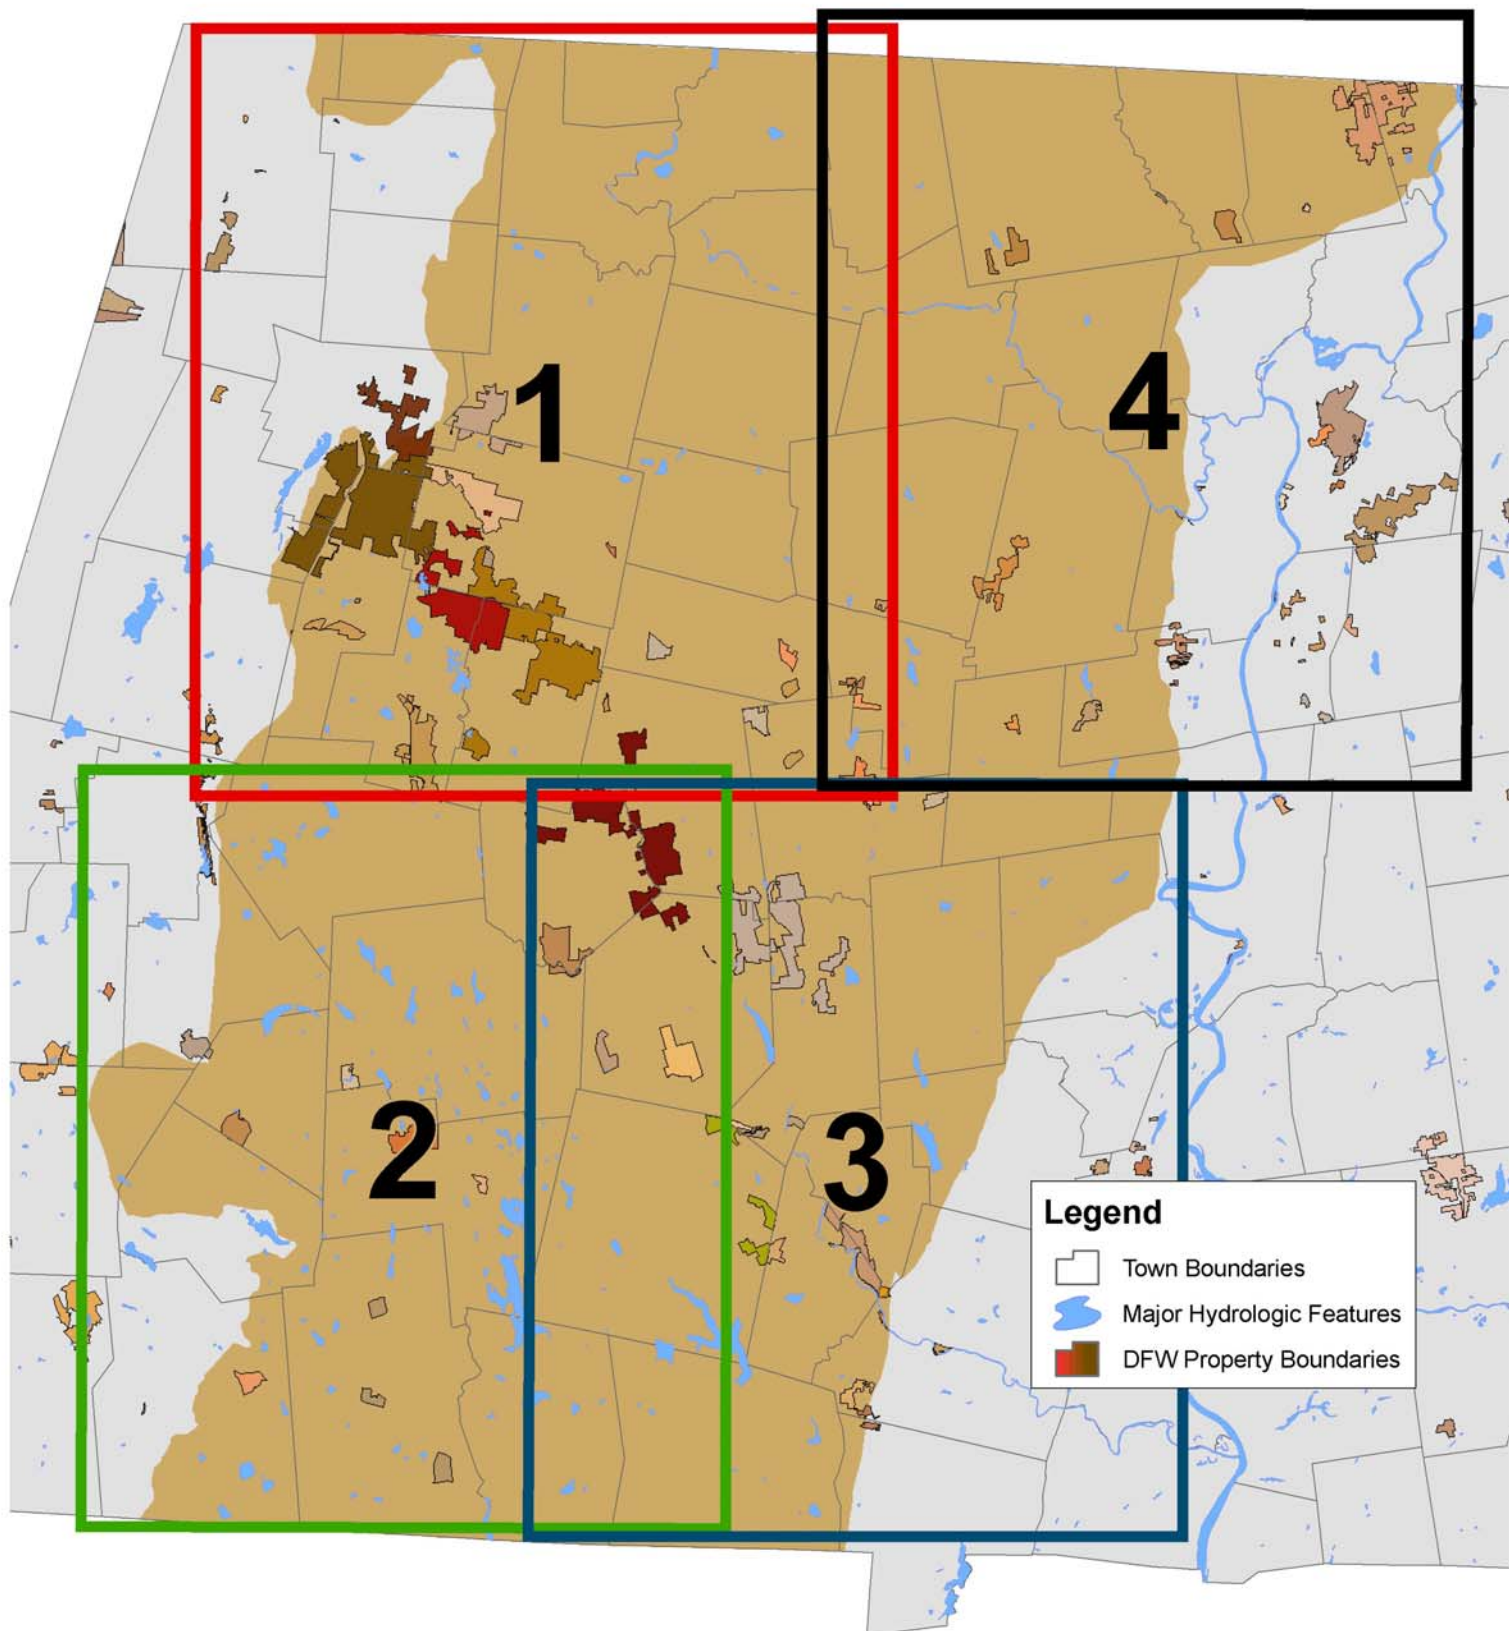 1
4
2
3
Legend
Town Boundaries
Major Hydrologic Features
DFW Property Boundaries